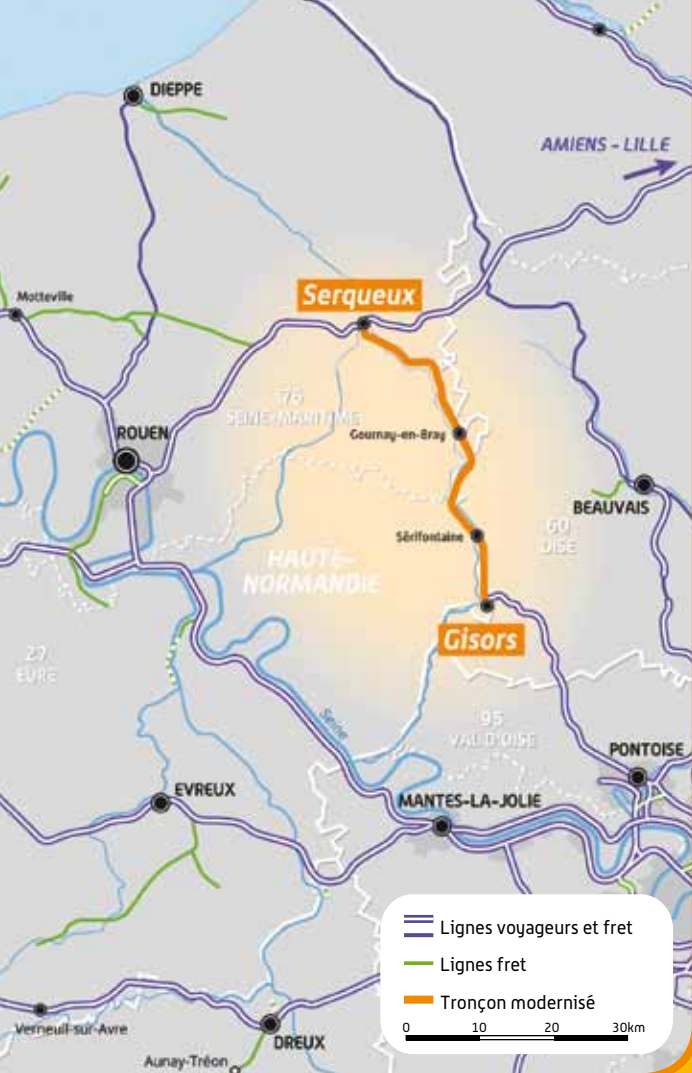 DIEPPE
AMIENS - LILLE
Serqueux
Motteville
76
SEINE-MARITIME
ROUEN
Gournay-en-Bray
BEAUVAIS
Sérifontaine
60
OISE
HAUTE-
NORMANDIE
Gisors
27
EURE
Seine
95
VAL D'OISE
PONTOISE
EVREUX
MANTES-LA-JOLIE
Lignes voyageurs et fret
Lignes fret
Tronçon modernisé
0 10 20 30km
Verneuil-sur-Avre
DREUX
Aunay-Tréon